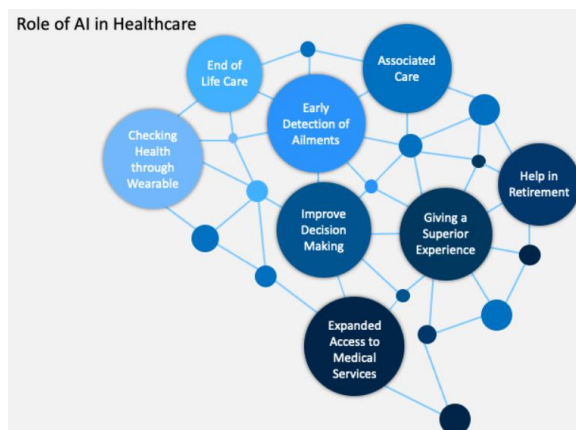 Role of AI in Healthcare
End of
Life Care
Associated
Care
Early
Detection of
Ailments
Checking
Health
through
Wearable
Help in
Retirement
Improve
Decision
Making
Giving a
Superior
Experience
Expanded
Access to
Medical
Services